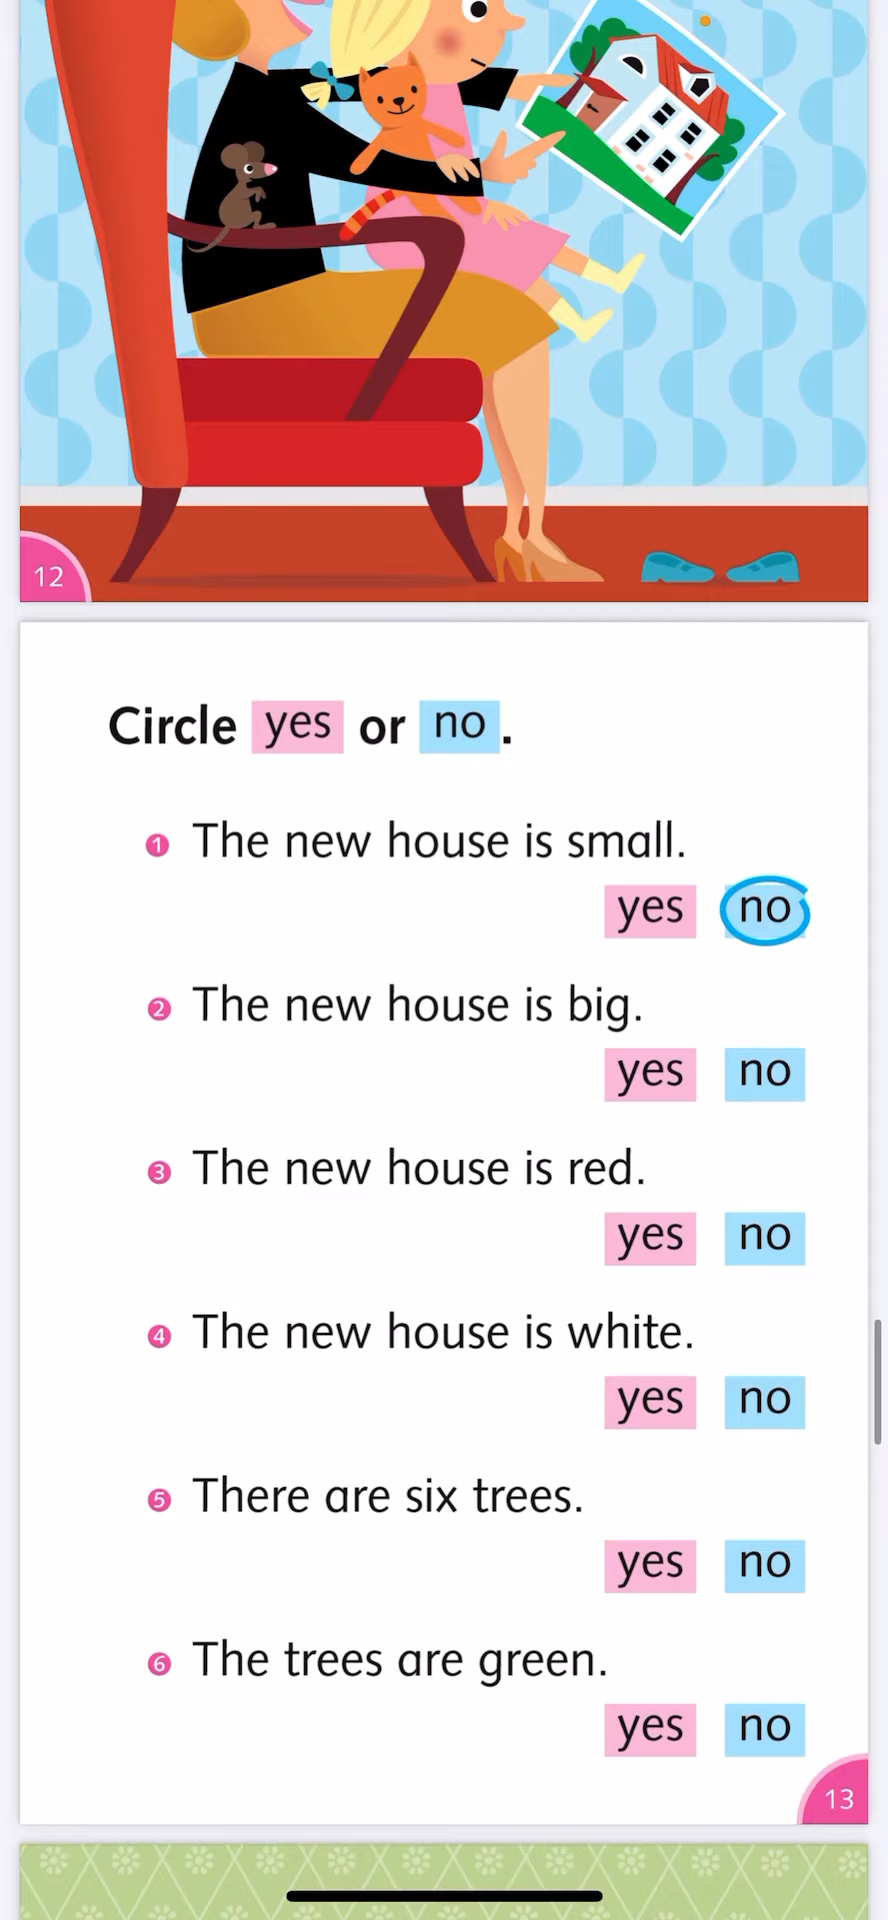 12
Circle yes or no.
1 The new house is small.
yes no
2 The new house is big.
yes no
3 The new house is red.
yes no
4 The new house is white.
yes no
5 There are six trees.
yes no
6 The trees are green.
yes no
13